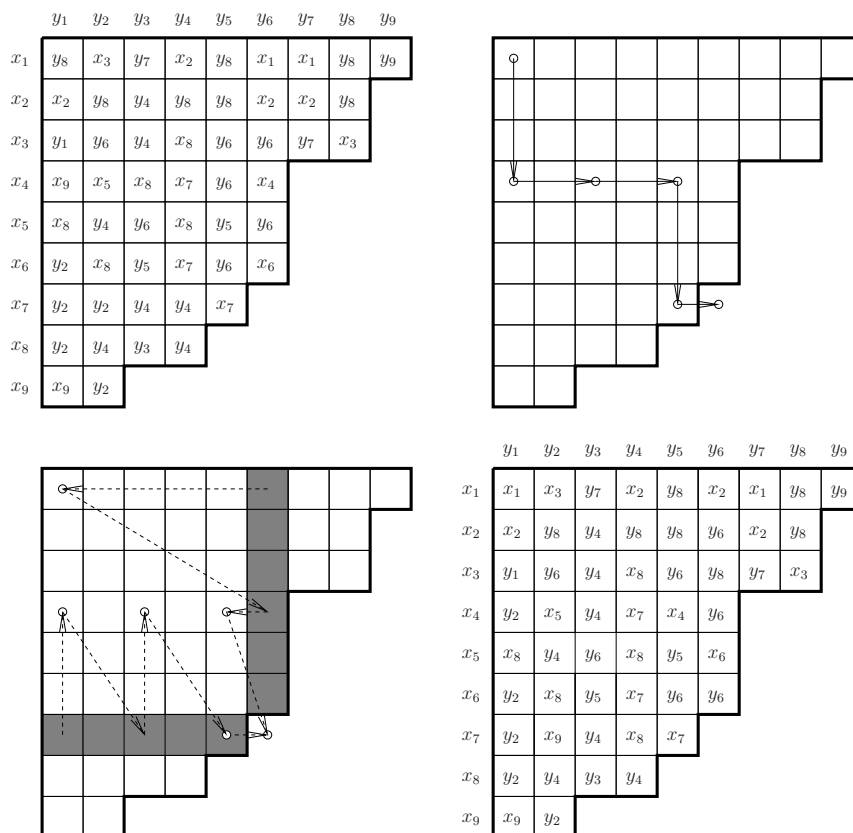 y₁ y₂ y₃ y₄ y₅ y₆ y₇ y₈ y₉
x₁ y₈ x₃ y₇ x₂ y₈ x₁ x₁ y₈ y₉
x₂ x₂ y₈ y₄ y₈ y₈ x₂ x₂ y₈
x₃ y₁ y₆ y₄ x₈ y₆ y₆ y₇ x₃
x₄ x₉ x₅ x₈ x₇ y₆ x₄
x₅ x₈ y₄ y₆ x₈ y₅ y₆
x₆ y₂ x₈ y₅ x₇ y₆ x₆
x₇ y₂ y₂ y₄ y₄ x₇
x₈ y₂ y₄ y₃ y₄
x₉ x₉ y₂
y₁ y₂ y₃ y₄ y₅ y₆ y₇ y₈ y�9
x₁ x₁ x₃ y₇ x₂ y₈ x₂ x₁ y₈ y₉
x₂ x₂ y₈ y₄ y₈ y₈ y₆ x₂ y₈
x₃ y₁ y₆ y₄ x₈ y₆ y₈ y₇ x₃
x₄ y₂ x₅ y₄ x₇ x₄ y₆
x₅ x₈ y₄ y₆ x₈ y₅ x₆
x₆ y₂ x₈ y₅ x₇ y₆ y₆
x₇ y₂ x₉ y₄ x₈ x₇
x₈ y₂ y₄ y₃ y₄
x₉ x₉ y₂